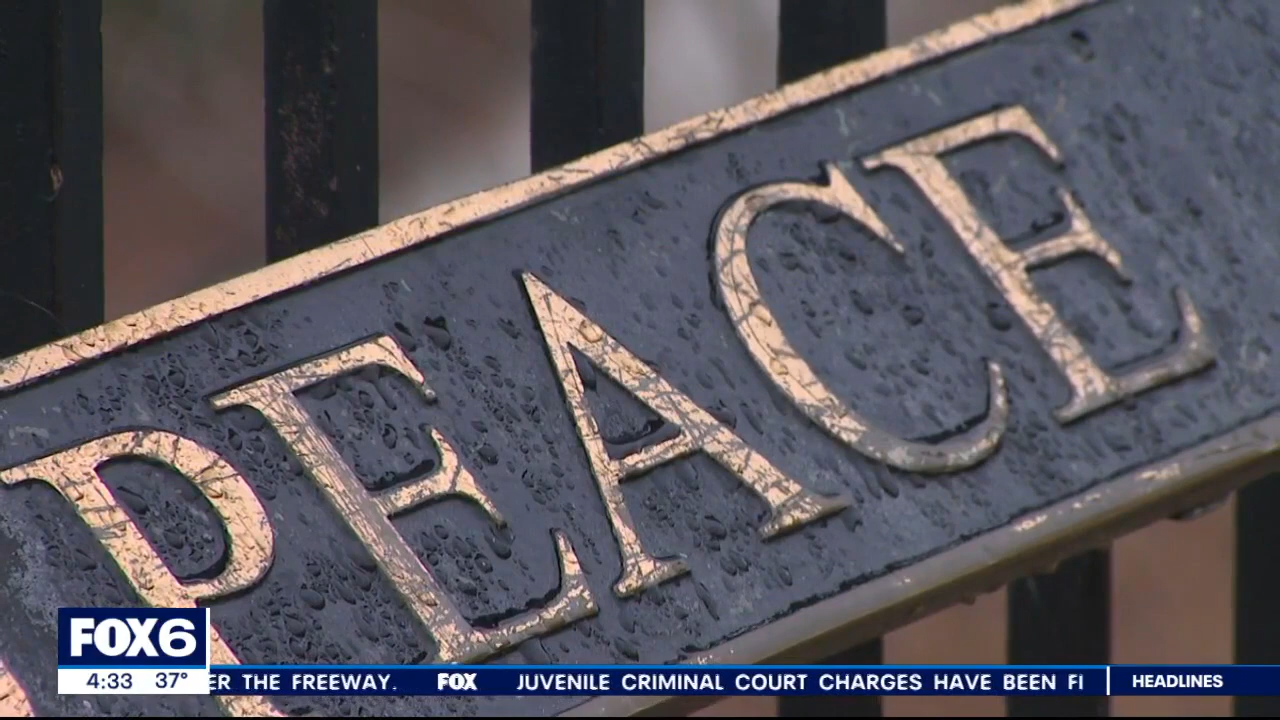 PEACE
FOX6
4:33 37°
ER THE FREEWAY. FOX JUVENILE CRIMINAL COURT CHARGES HAVE BEEN FI
HEADLINES